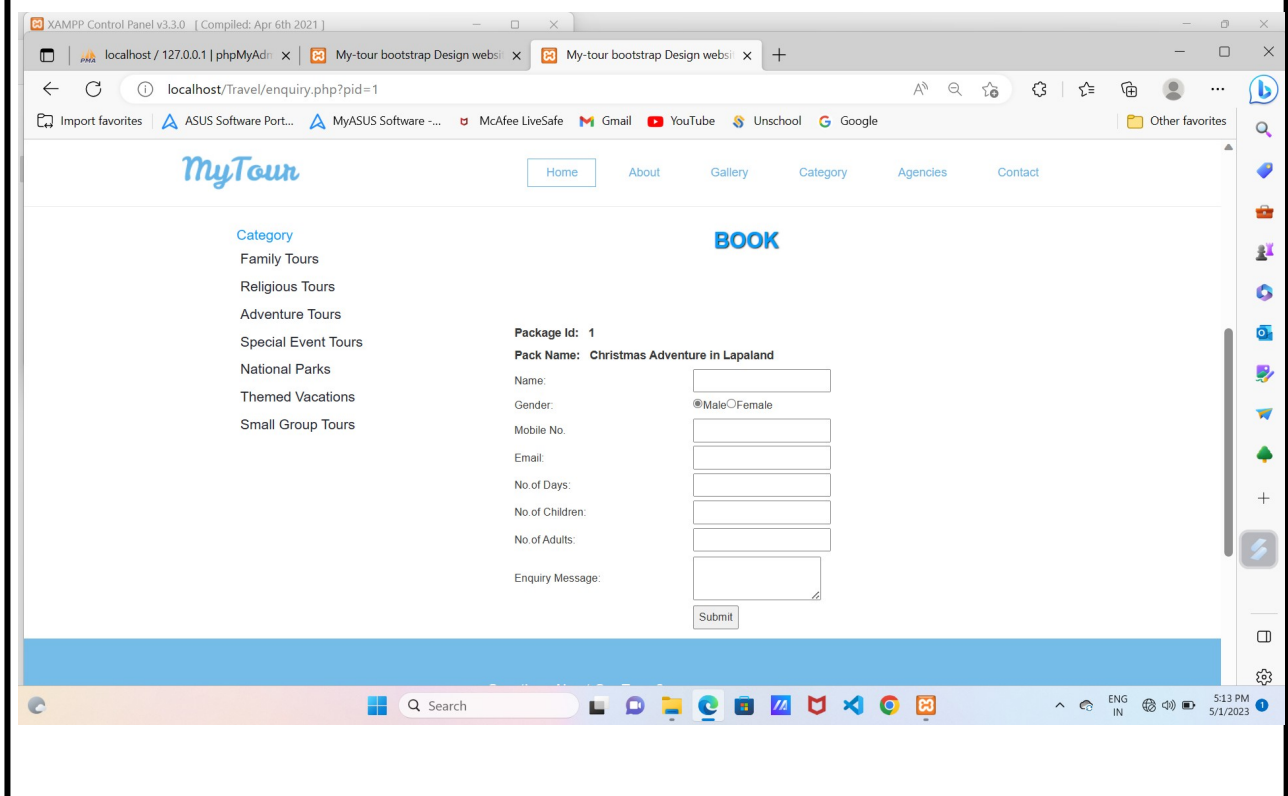 XAMPP Control Panel v3.3.0 [ Compiled: Apr 6th 2021 ]
localhost / 127.0.0.1 | phpMyAdn
My-tour bootstrap Design websit
My-tour bootstrap Design websit
localhost/Travel/enquiry.php?pid=1
Import favorites
ASUS Software Port...
MyASUS Software -...
McAfee LiveSafe
Gmail
YouTube
Unschool
Google
Other favorites
MyTour
Home
About
Gallery
Category
Agencies
Contact
Category
Family Tours
Religious Tours
Adventure Tours
Special Event Tours
National Parks
Themed Vacations
Small Group Tours
BOOK
Package Id: 1
Pack Name: Christmas Adventure in Lapaland
Name:
Gender: Male Female
Mobile No.
Email:
No.of Days:
No.of Children:
No.of Adults:
Enquiry Message:
Submit
Search
ENG
IN
5:13 PM
5/1/2023
1